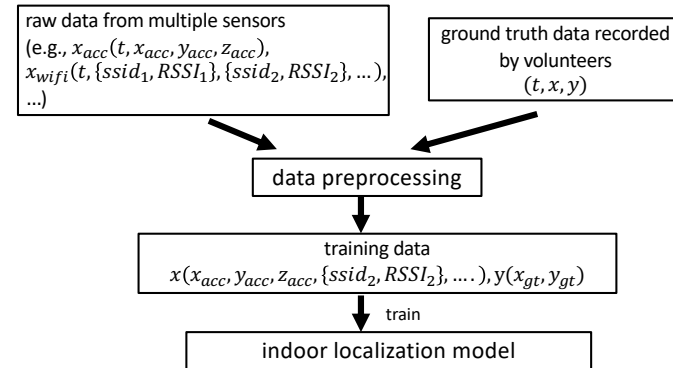 raw data from multiple sensors
(e.g., x_acc(t, x_acc, y_acc, z_acc),
x_wifi(t, {ssid_1, RSSI_1}, {ssid_2, RSSI_2}, …),
…)
ground truth data recorded
by volunteers
(t, x, y)
data preprocessing
training data
x(x_acc, y_acc, z_acc, {ssid_2, RSSI_2}, ….), y(x_gt, y_gt)
train
indoor localization model